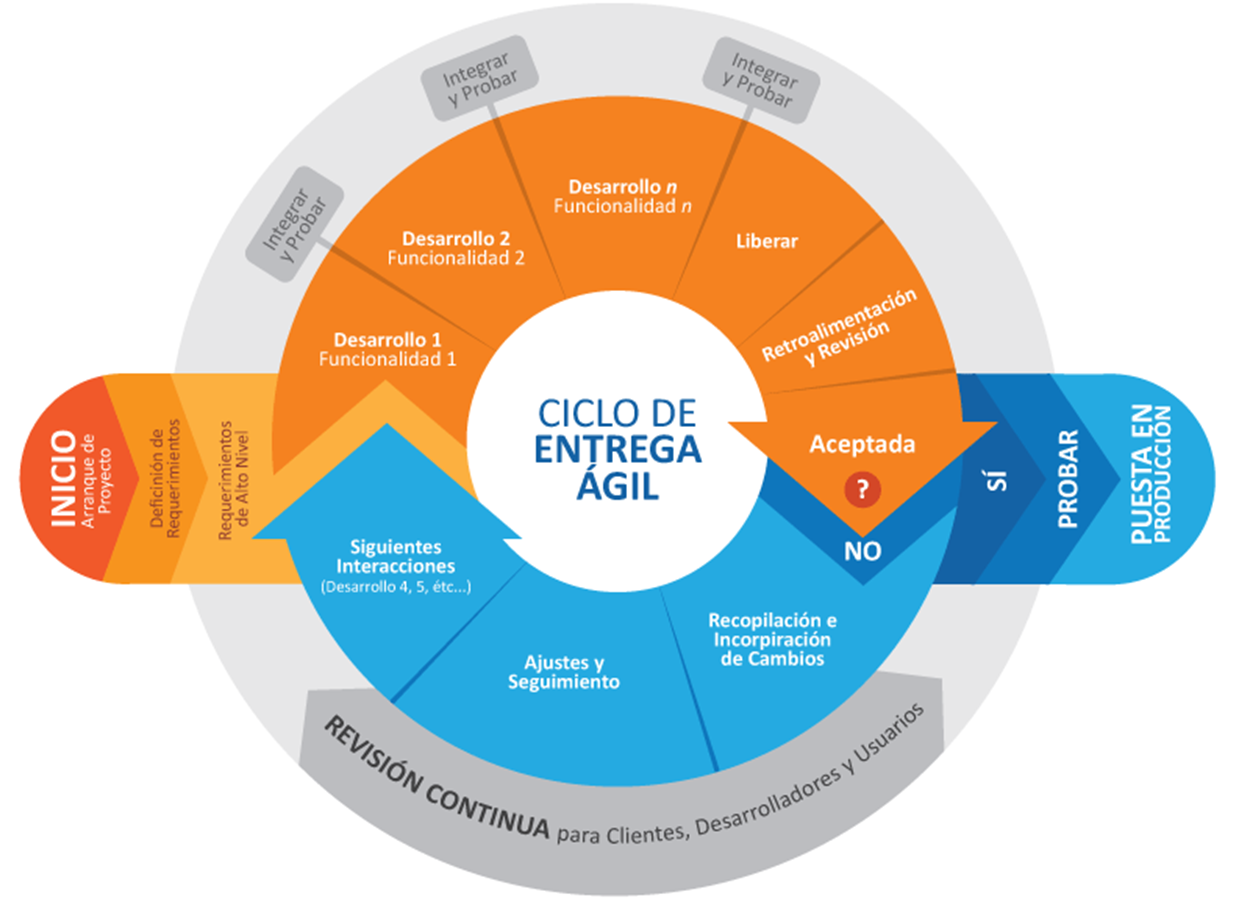 Integrar
y Probar
Integrar
y Probar
Integrar
y Probar
Desarrollo n
Funcionalidad n
Desarrollo 2
Funcionalidad 2
Liberar
Desarrollo 1
Funcionalidad 1
Retroalimentación
y Revisión
INICIO
Arranque de
Proyecto
Deficinión de
Requerimientos
Requerimientos
de Alto Nivel
CICLO DE
ENTREGA
ÁGIL
Aceptada
?
NO
SÍ
PROBAR
PUESTA EN
PRODUCCIÓN
Siguientes
Interacciones
(Desarrollo 4, 5, étc...)
Ajustes y
Seguimiento
Recopilación e
Incorpiración
de Cambios
REVISIÓN CONTINUA para Clientes, Desarrolladores y Usuarios